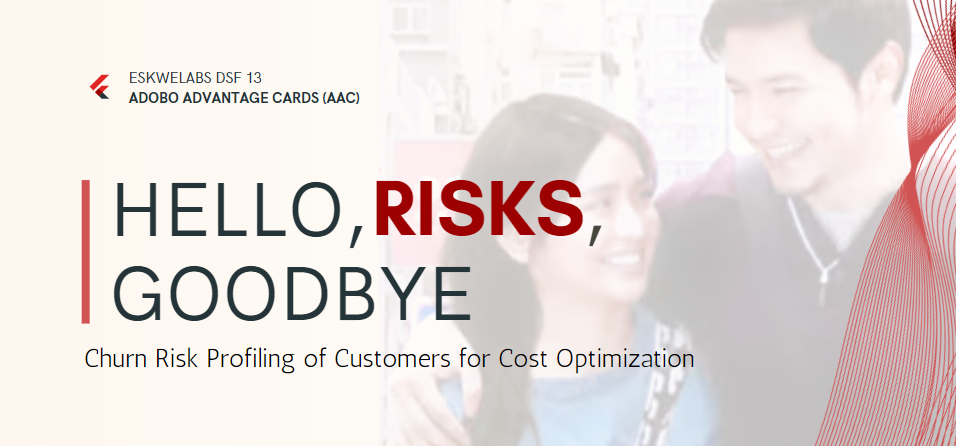 ESKWELABS DSF 13
ADOBO ADVANTAGE CARDS (AAC)
HELLO, RISKS,
GOODBYE
Churn Risk Profiling of Customers for Cost Optimization